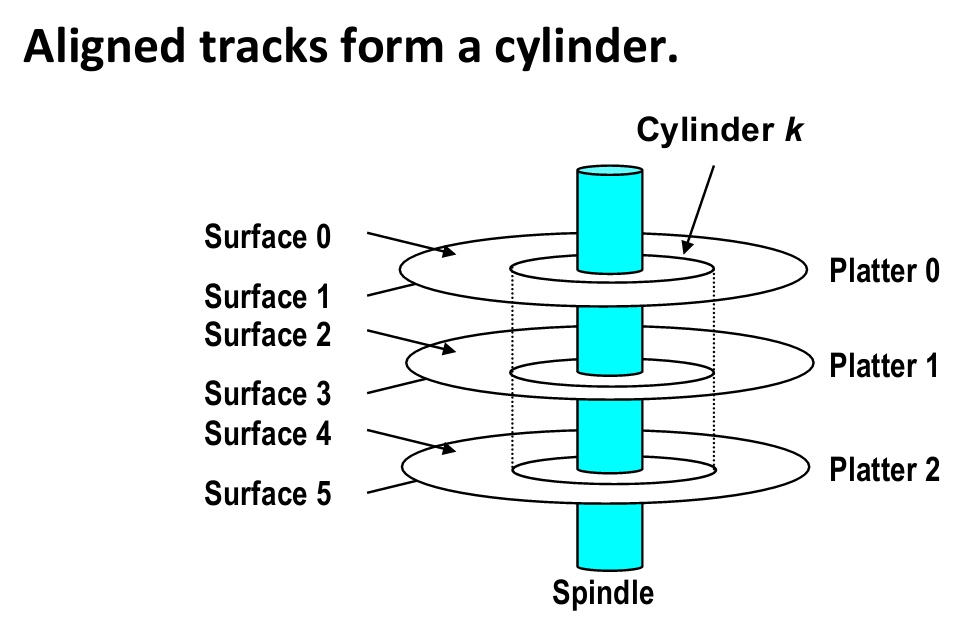 Aligned tracks form a cylinder.
Cylinder k
Surface 0
Surface 1
Surface 2
Surface 3
Surface 4
Surface 5
Platter 0
Platter 1
Platter 2
Spindle